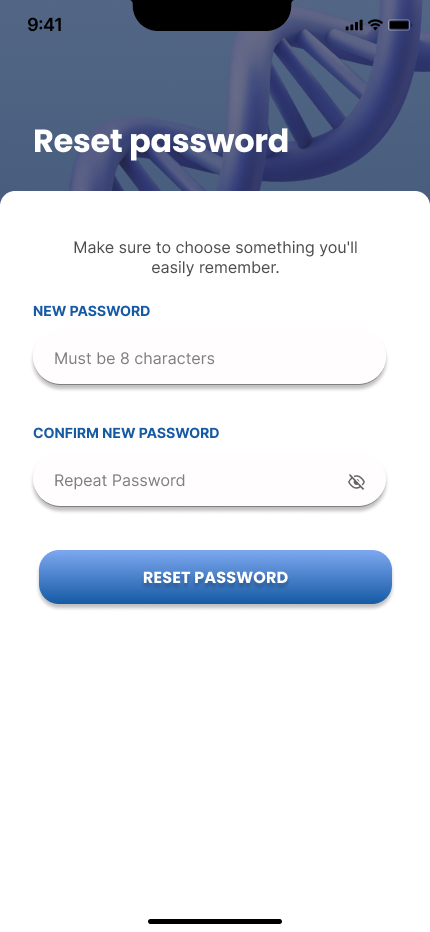 9:41
Reset password
Make sure to choose something you'll
easily remember.
NEW PASSWORD
Must be 8 characters
CONFIRM NEW PASSWORD
Repeat Password
RESET PASSWORD